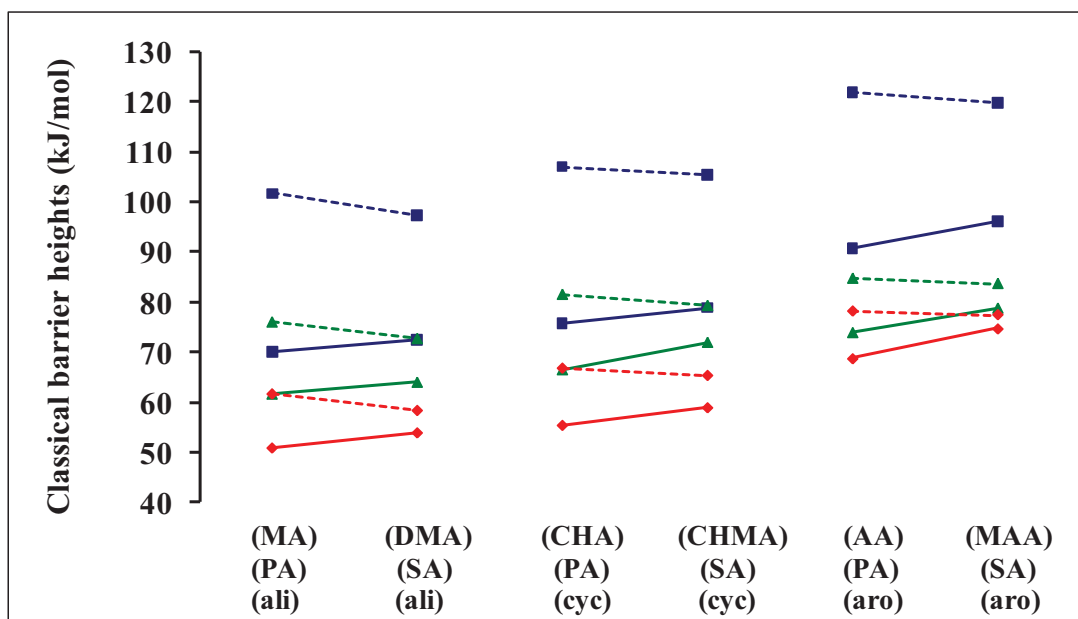 Classical barrier heights (kJ/mol)
130
120
110
100
90
80
70
60
50
40
(MA) (DMA) (CHA) (CHMA) (AA) (MAA)
(PA) (SA) (PA) (SA) (PA) (SA)
(ali) (ali) (cyc) (cyc) (aro) (aro)